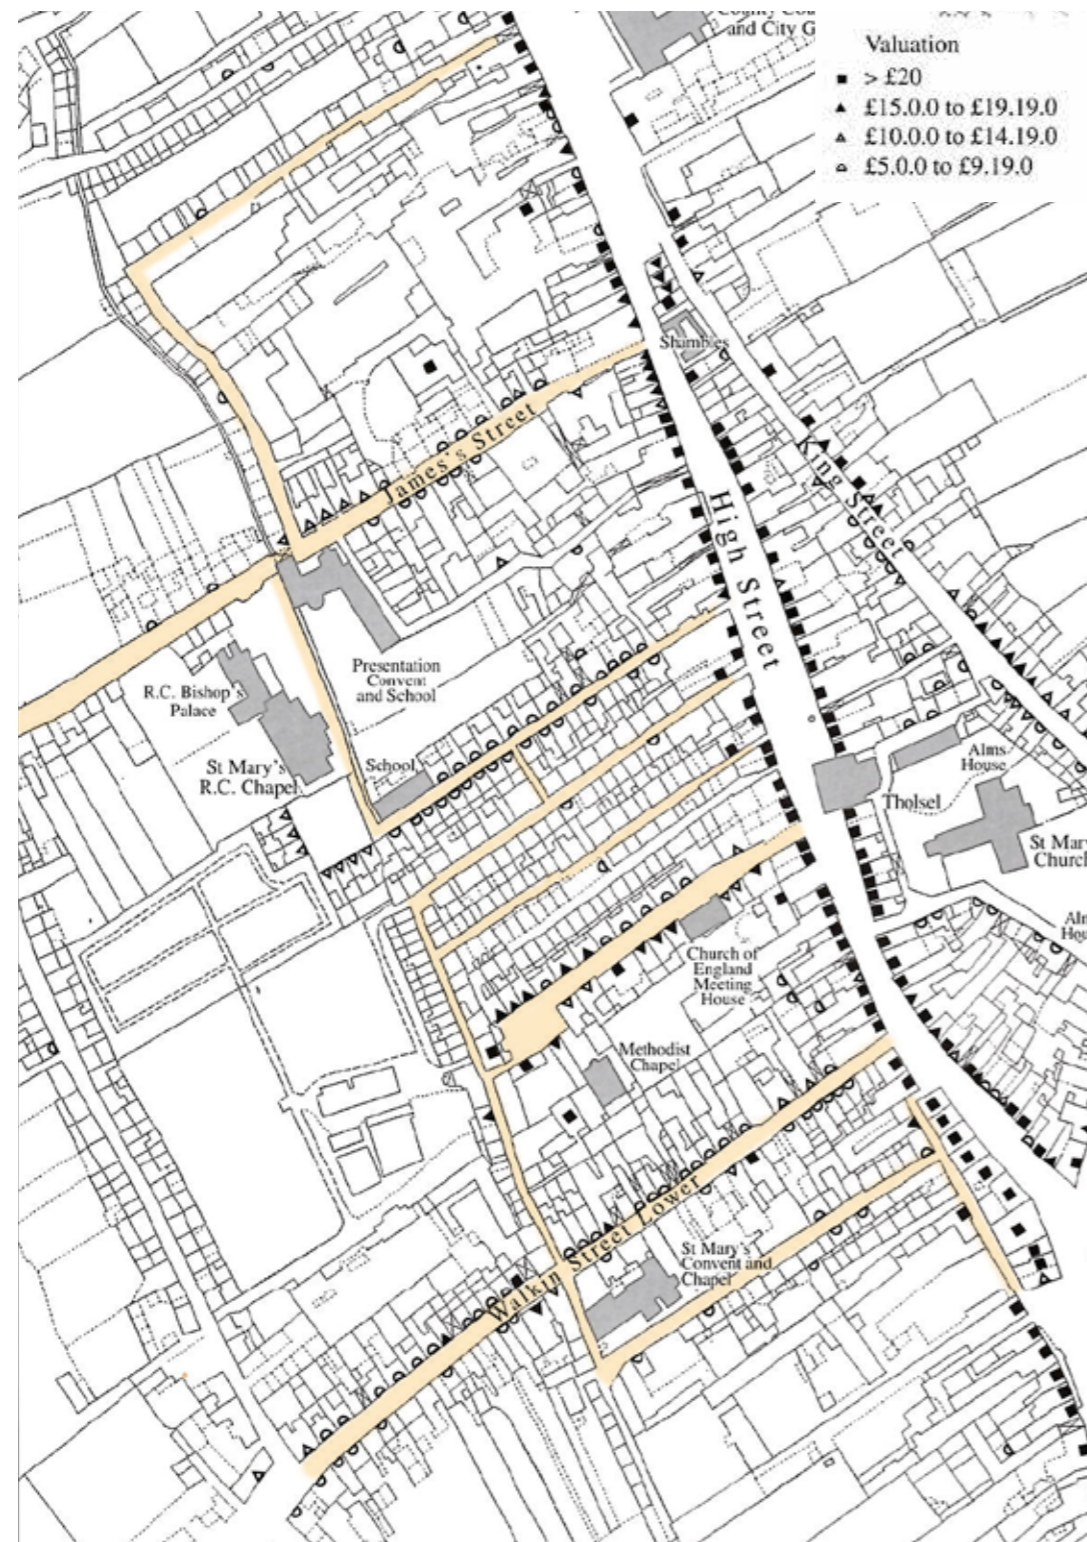 and City G
Valuation
> £20
£15.0.0 to £19.19.0
£10.0.0 to £14.19.0
£5.0.0 to £9.19.0
Shambles
James's Street
King Street
High Street
Presentation
Convent
and School
R.C. Bishop's
Palace
St Mary's
R.C. Chapel
School
Alms
House
Tholsel
St Mary
Church
Church of
England
Meeting
House
Methodist
Chapel
Walkin Street Lower
St Mary's
Convent and
Chapel